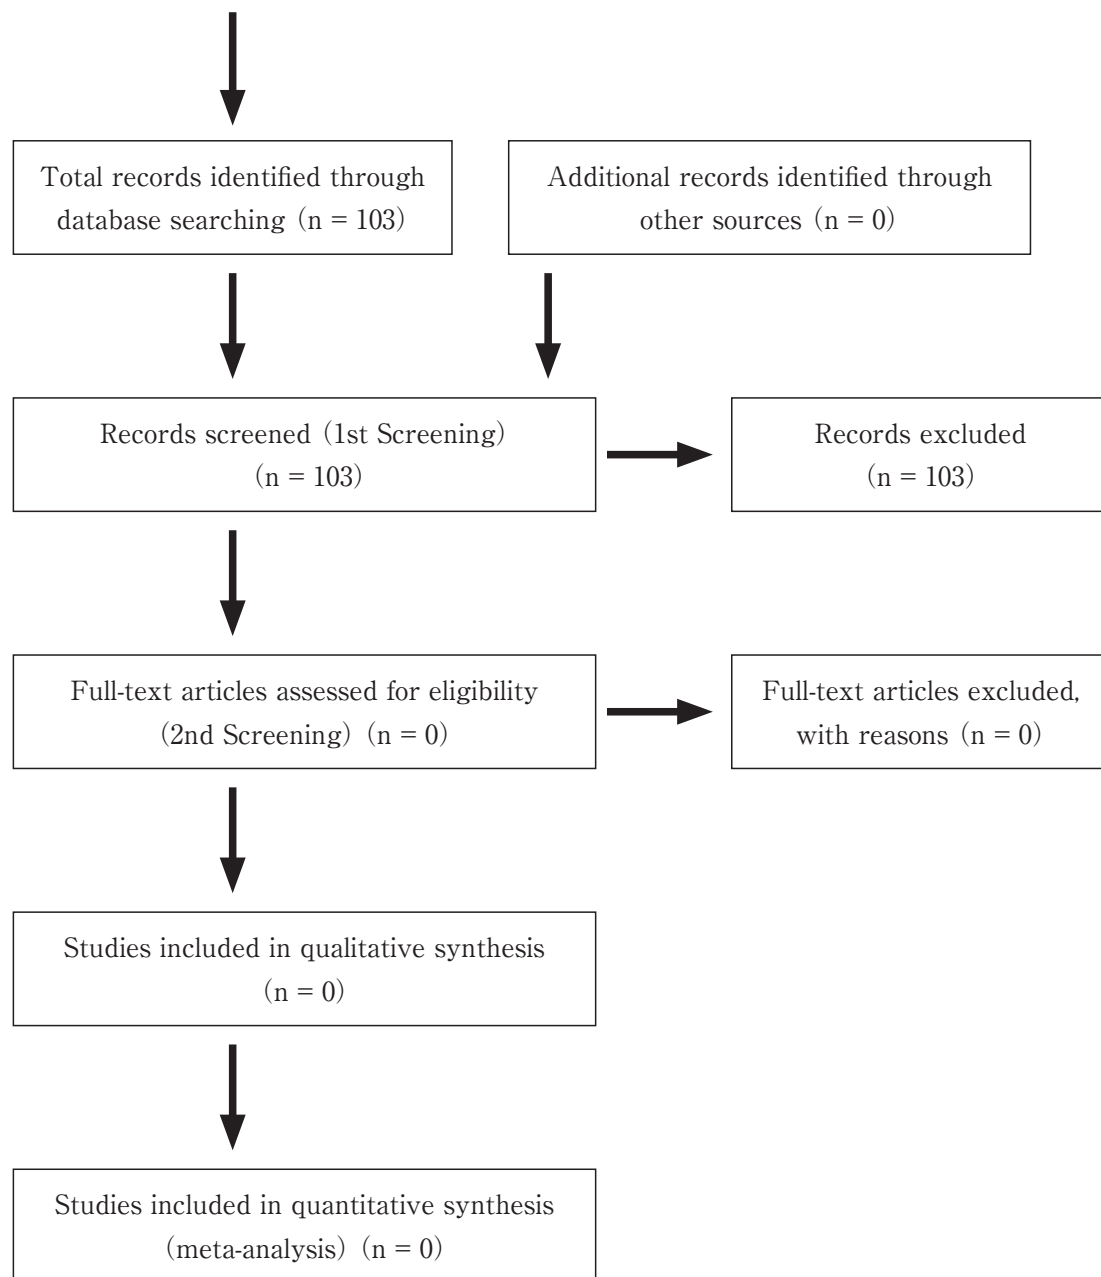 Total records identified through
database searching (n = 103)
Additional records identified through
other sources (n = 0)
Records screened (1st Screening)
(n = 103)
Records excluded
(n = 103)
Full-text articles assessed for eligibility
(2nd Screening) (n = 0)
Full-text articles excluded,
with reasons (n = 0)
Studies included in qualitative synthesis
(n = 0)
Studies included in quantitative synthesis
(meta-analysis) (n = 0)